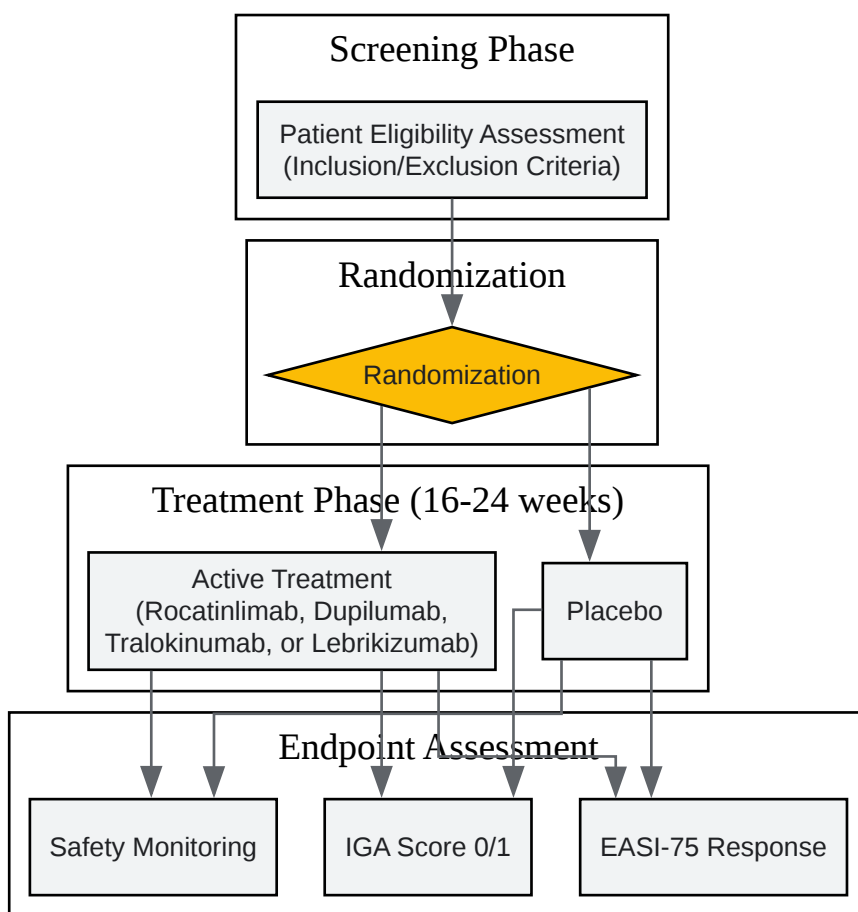 Screening Phase
Patient Eligibility Assessment
(Inclusion/Exclusion Criteria)
Randomization
Randomization
Treatment Phase (16-24 weeks)
Active Treatment
(Rocatinlimab, Dupilumab,
Tralokinumab, or Lebrikizumab)
Placebo
Endpoint Assessment
Safety Monitoring
IGA Score 0/1
EASI-75 Response